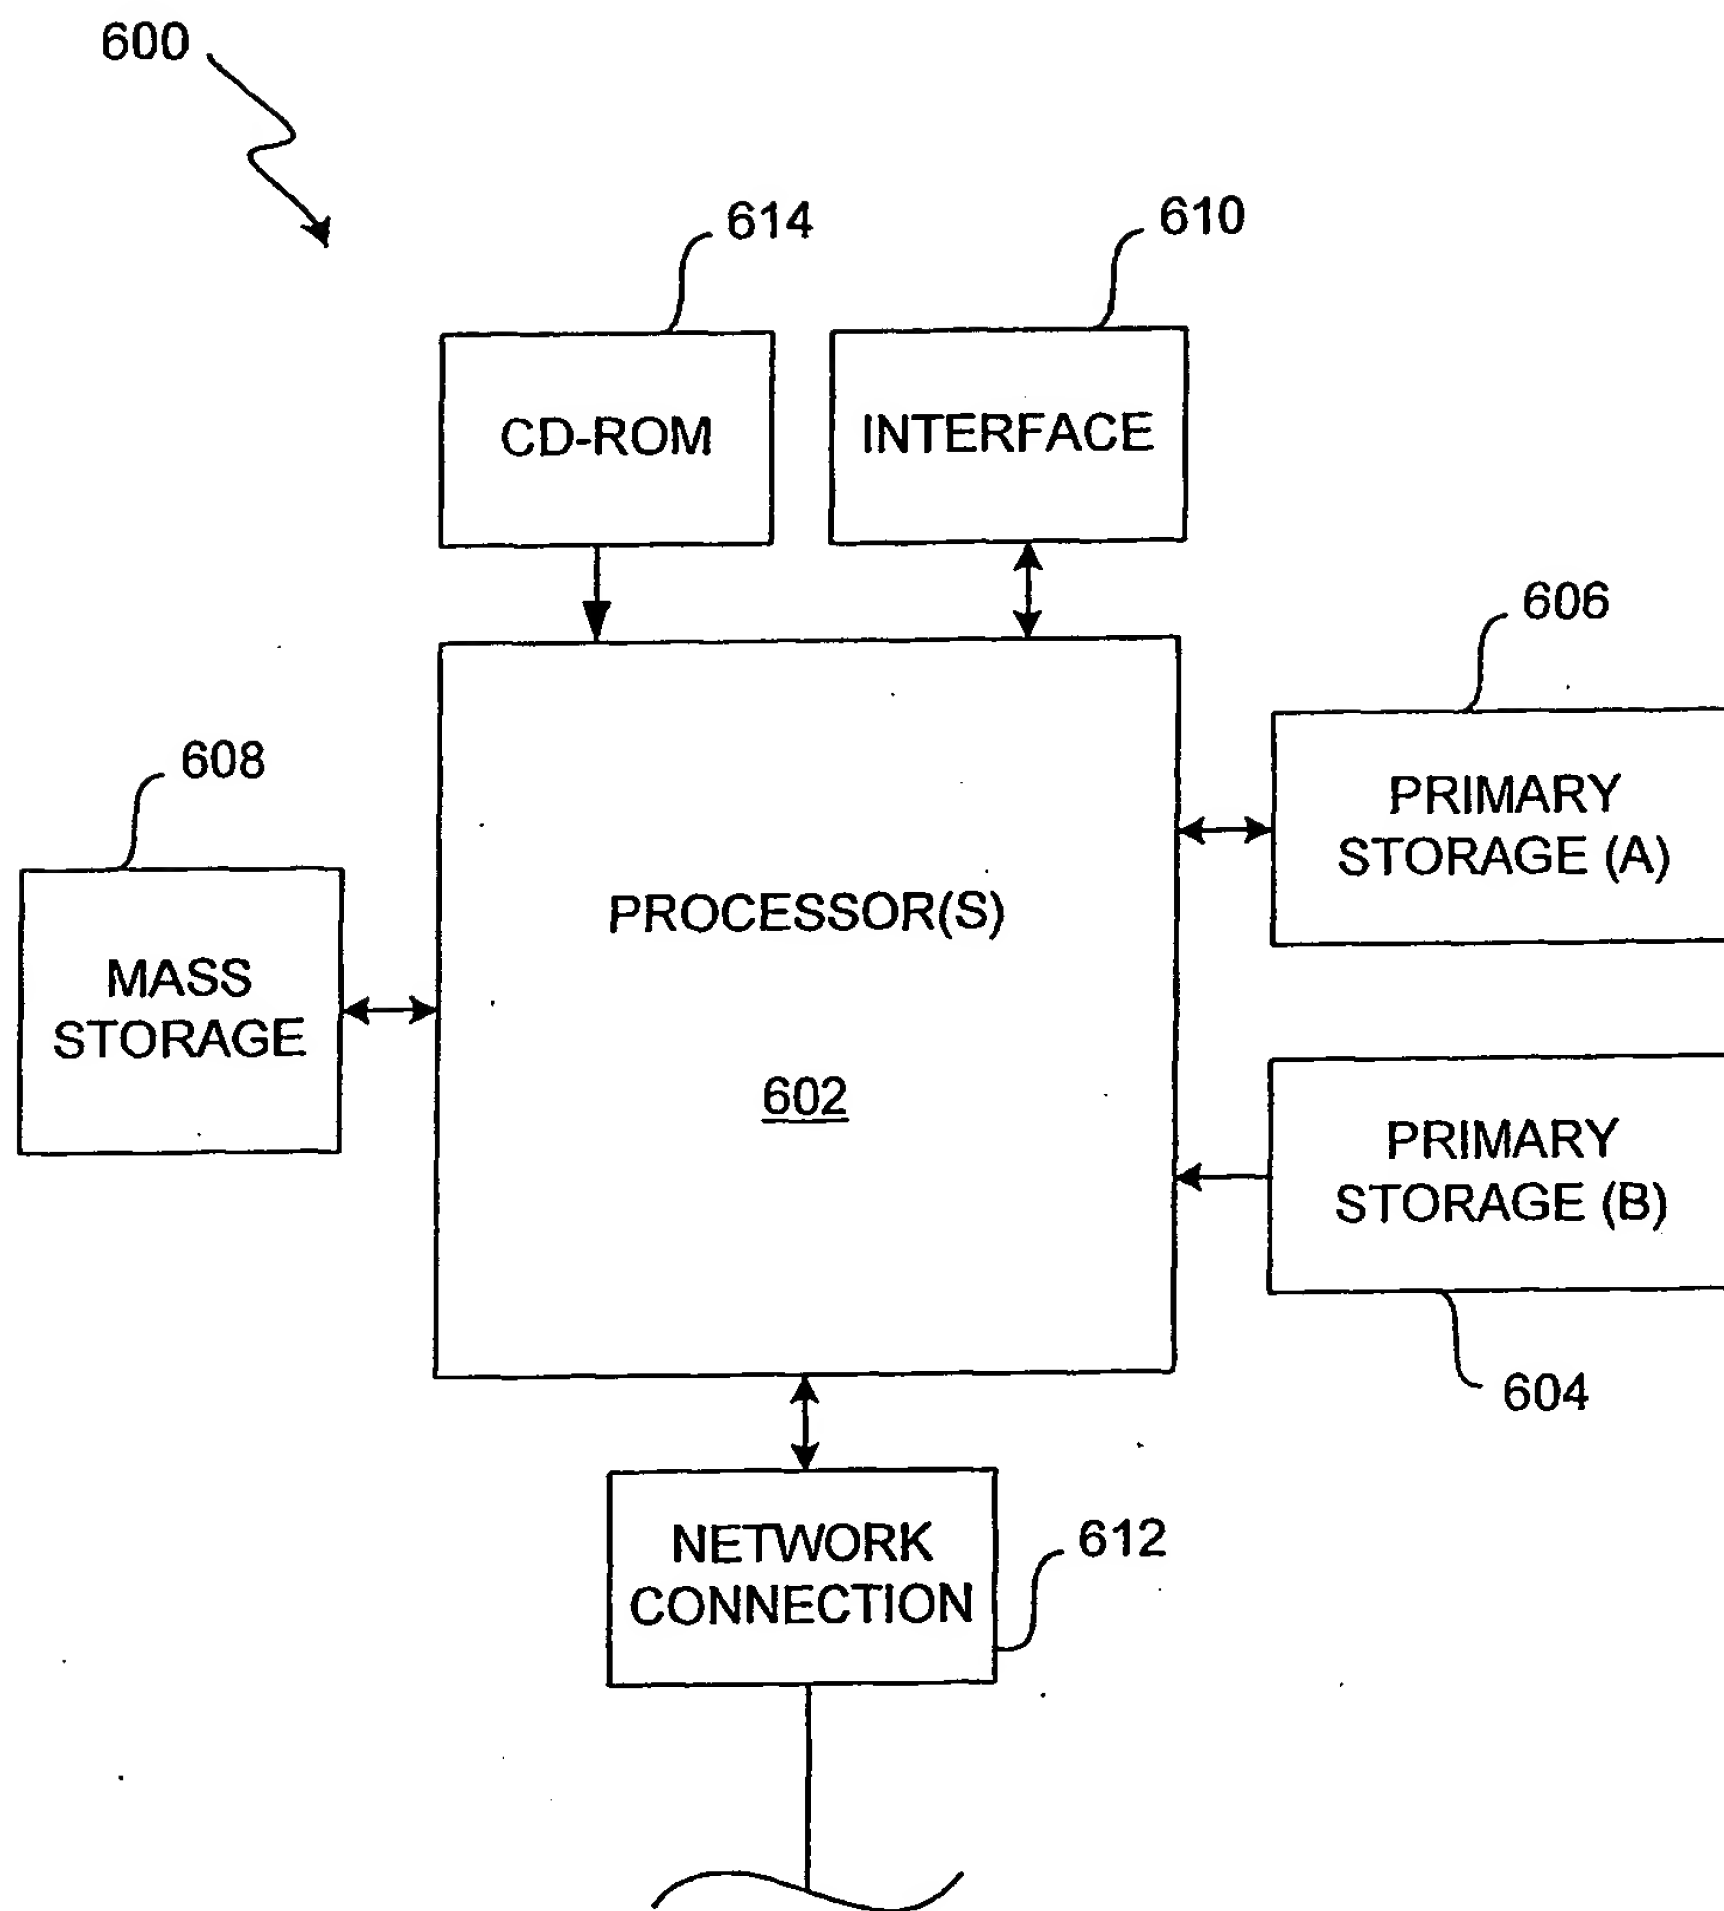 600
614
610
CD-ROM
INTERFACE
606
608
PRIMARY
STORAGE (A)
PROCESSOR(S)
MASS
STORAGE
602
PRIMARY
STORAGE (B)
604
NETWORK
CONNECTION
612